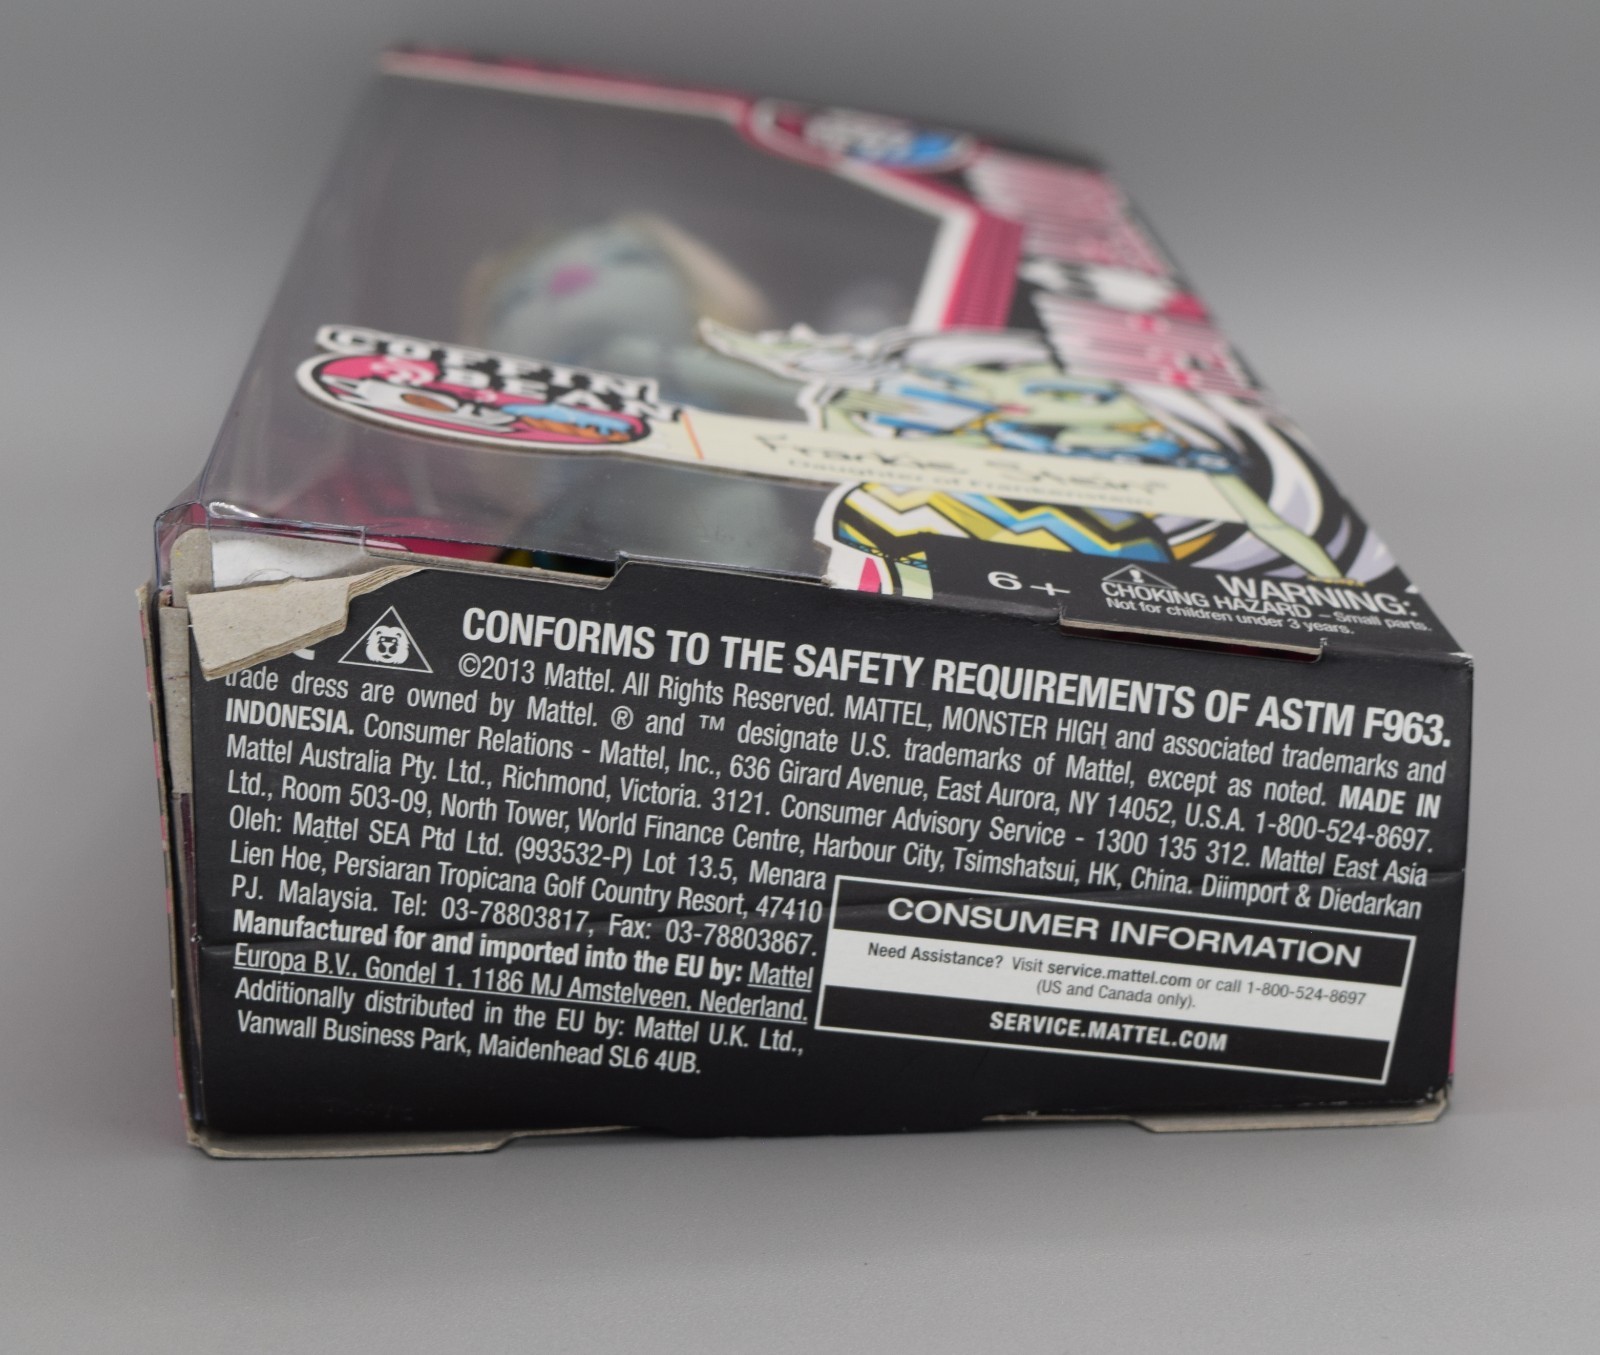 COFFIN
BEAN
Frankie Stein
Daughter of Frankenstein
6+
WARNING:
CHOKING HAZARD – Small parts.
Not for children under 3 years.
CONFORMS TO THE SAFETY REQUIREMENTS OF ASTM F963.
©2013 Mattel. All Rights Reserved. MATTEL, MONSTER HIGH and associated trademarks and
trade dress are owned by Mattel. ® and ™ designate U.S. trademarks of Mattel, except as noted. MADE IN
INDONESIA. Consumer Relations - Mattel, Inc., 636 Girard Avenue, East Aurora, NY 14052, U.S.A. 1-800-524-8697.
Mattel Australia Pty. Ltd., Richmond, Victoria. 3121. Consumer Advisory Service - 1300 135 312. Mattel East Asia
Ltd., Room 503-09, North Tower, World Finance Centre, Harbour City, Tsimshatsui, HK, China. Diimport & Diedarkan
Oleh: Mattel SEA Ptd Ltd. (993532-P) Lot 13.5, Menara
Lien Hoe, Persiaran Tropicana Golf Country Resort, 47410
PJ. Malaysia. Tel: 03-78803817, Fax: 03-78803867.
Manufactured for and imported into the EU by: Mattel
Europa B.V., Gondel 1, 1186 MJ Amstelveen, Nederland.
Additionally distributed in the EU by: Mattel U.K. Ltd.,
Vanwall Business Park, Maidenhead SL6 4UB.
CONSUMER INFORMATION
Need Assistance? Visit service.mattel.com or call 1-800-524-8697
(US and Canada only).
SERVICE.MATTEL.COM